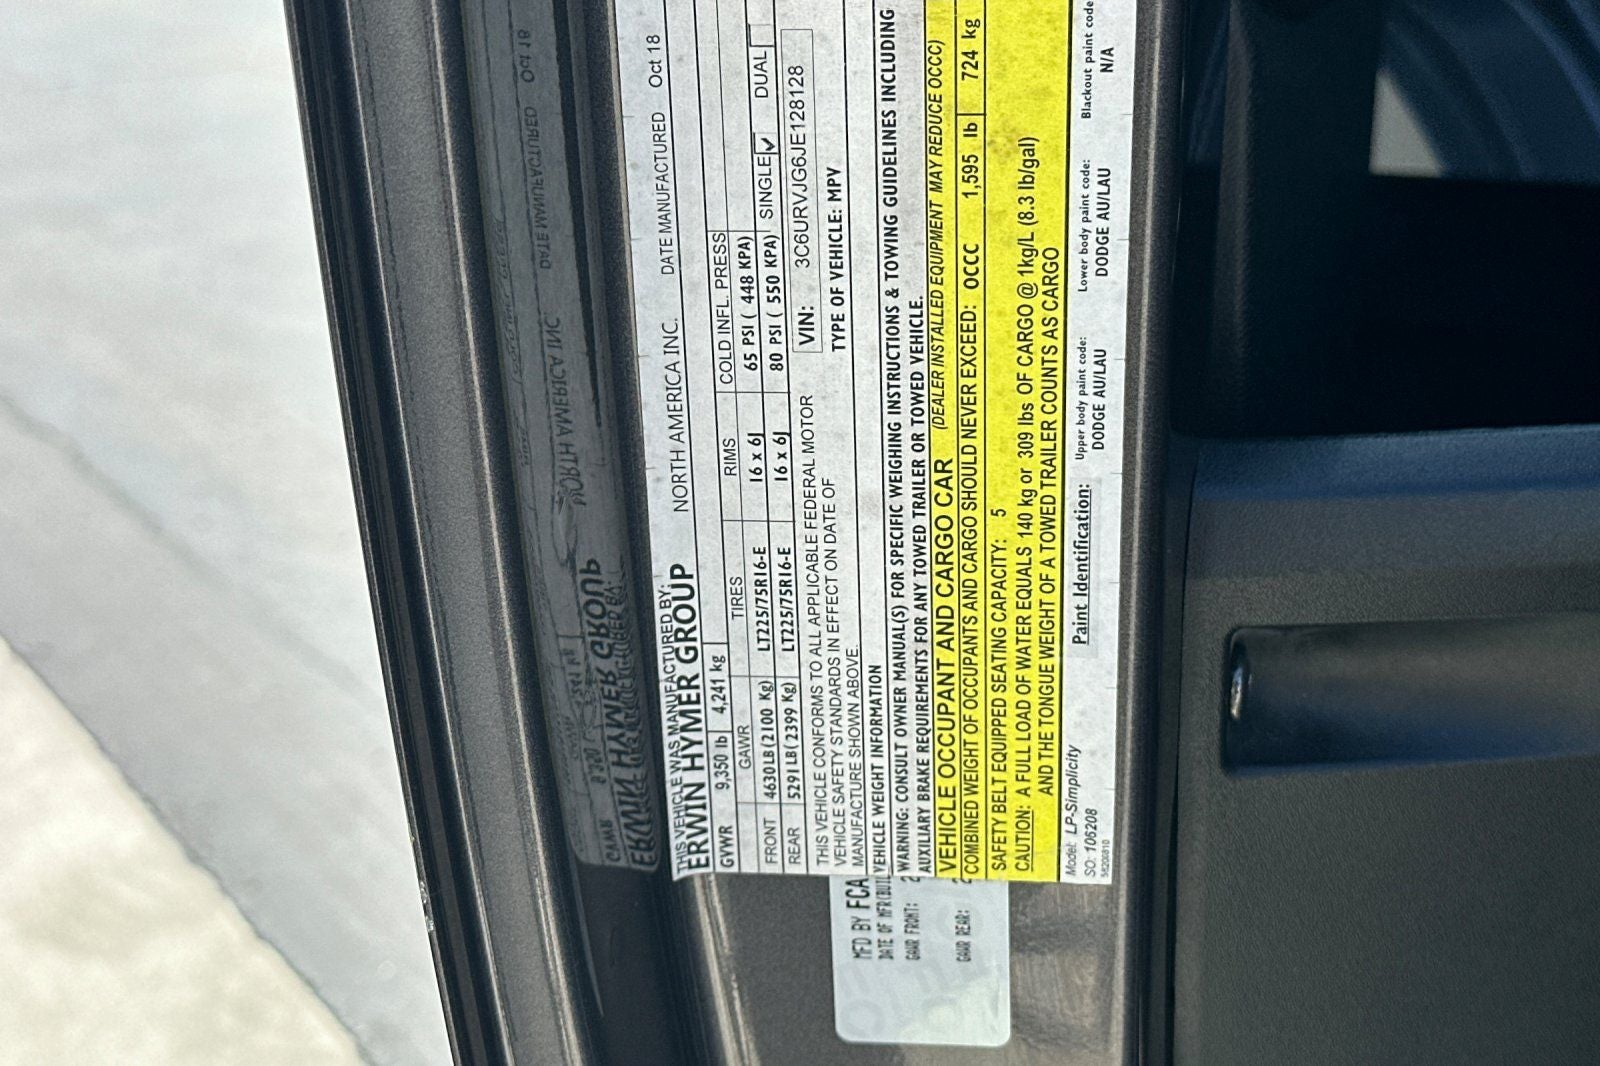 THIS VEHICLE WAS MANUFACTURED BY:
ERWIN HYMER GROUP NORTH AMERICA INC. DATE MANUFACTURED Oct 18
GVWR 9,350 lb 4,241 kg
GAWR TIRES RIMS COLD INFL. PRESS
FRONT 4630LB(2100 Kg) LT225/75R16-E 16 x 6J 65 PSI ( 448 KPA) SINGLE ✓ DUAL
REAR 5291LB(2399 Kg) LT225/75R16-E 16 x 6J 80 PSI ( 550 KPA)
THIS VEHICLE CONFORMS TO ALL APPLICABLE FEDERAL MOTOR
VEHICLE SAFETY STANDARDS IN EFFECT ON DATE OF
MANUFACTURE SHOWN ABOVE.
VIN: 3C6URVJG6JE128128
TYPE OF VEHICLE: MPV
VEHICLE WEIGHT INFORMATION
WARNING: CONSULT OWNER MANUAL(S) FOR SPECIFIC WEIGHING INSTRUCTIONS & TOWING GUIDELINES INCLUDING
AUXILIARY BRAKE REQUIREMENTS FOR ANY TOWED TRAILER OR TOWED VEHICLE.
VEHICLE OCCUPANT AND CARGO CAR (DEALER INSTALLED EQUIPMENT MAY REDUCE OCCC)
COMBINED WEIGHT OF OCCUPANTS AND CARGO SHOULD NEVER EXCEED: OCCC 1,595 lb 724 kg
SAFETY BELT EQUIPPED SEATING CAPACITY: 5
CAUTION: A FULL LOAD OF WATER EQUALS 140 kg or 309 lbs OF CARGO @ 1kg/L (8.3 lb/gal)
AND THE TONGUE WEIGHT OF A TOWED TRAILER COUNTS AS CARGO
Model: LP-Simplicity
SO: 106208
58200810
Paint Identification:
Upper body paint code:
DODGE AU/LAU
Lower body paint code:
DODGE AU/LAU
Blackout paint code
N/A
MFD BY FCA
DATE OF MFR(BUIL
GAWR FRONT: 2
GAWR REAR: 2